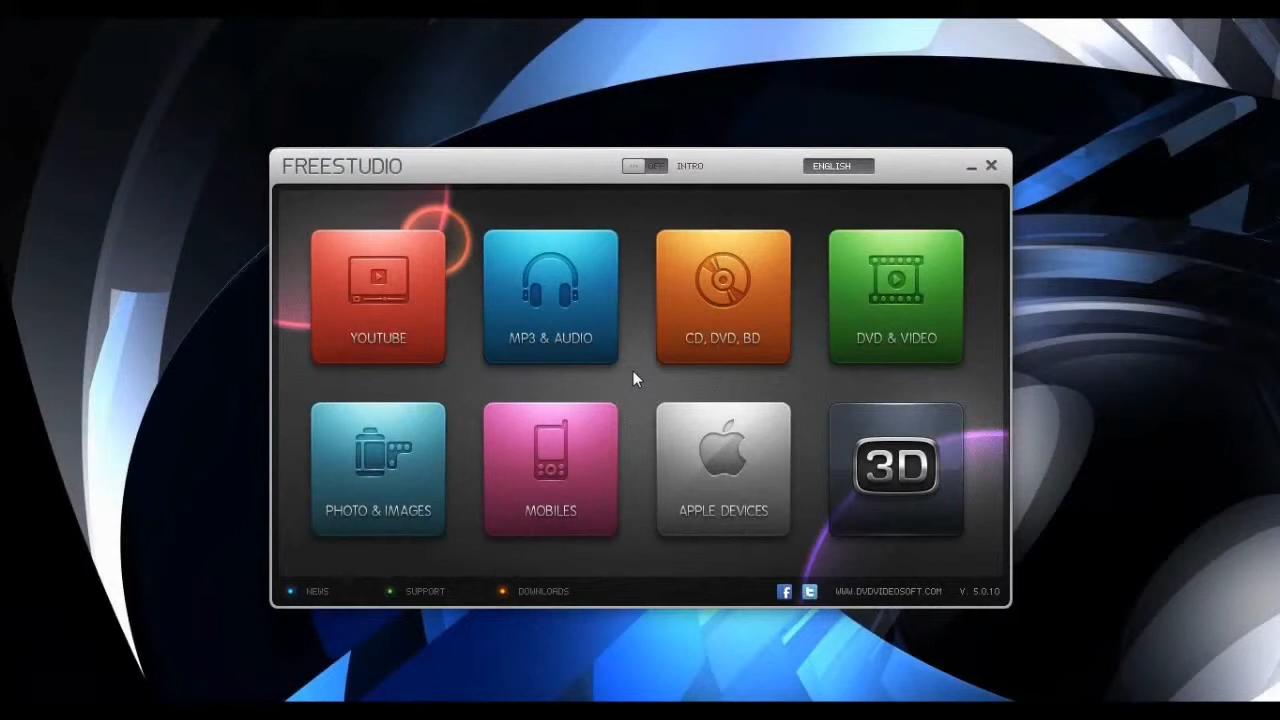 FREESTUDIO
OFF INTRO
ENGLISH
YOUTUBE
MP3 & AUDIO
CD, DVD, BD
DVD & VIDEO
PHOTO & IMAGES
MOBILES
APPLE DEVICES
3D
NEWS
SUPPORT
DOWNLOADS
f
t
WWW.DVDVIDEOSOFT.COM
V. 5.0.10